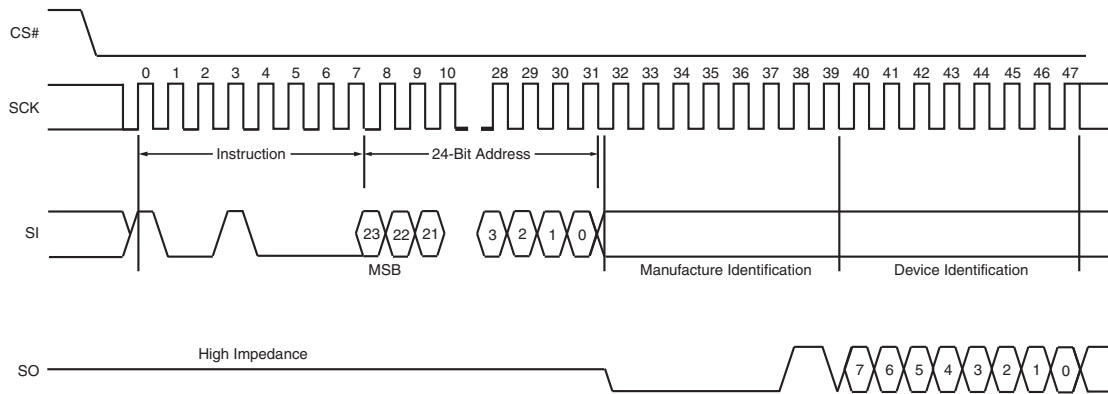 CS#
0 1 2 3 4 5 6 7 8 9 10 28 29 30 31 32 33 34 35 36 37 38 39 40 41 42 43 44 45 46 47
SCK
Instruction 24-Bit Address
SI 23 22 21 3 2 1 0
MSB Manufacture Identification Device Identification
High Impedance
SO 7 6 5 4 3 2 1 0